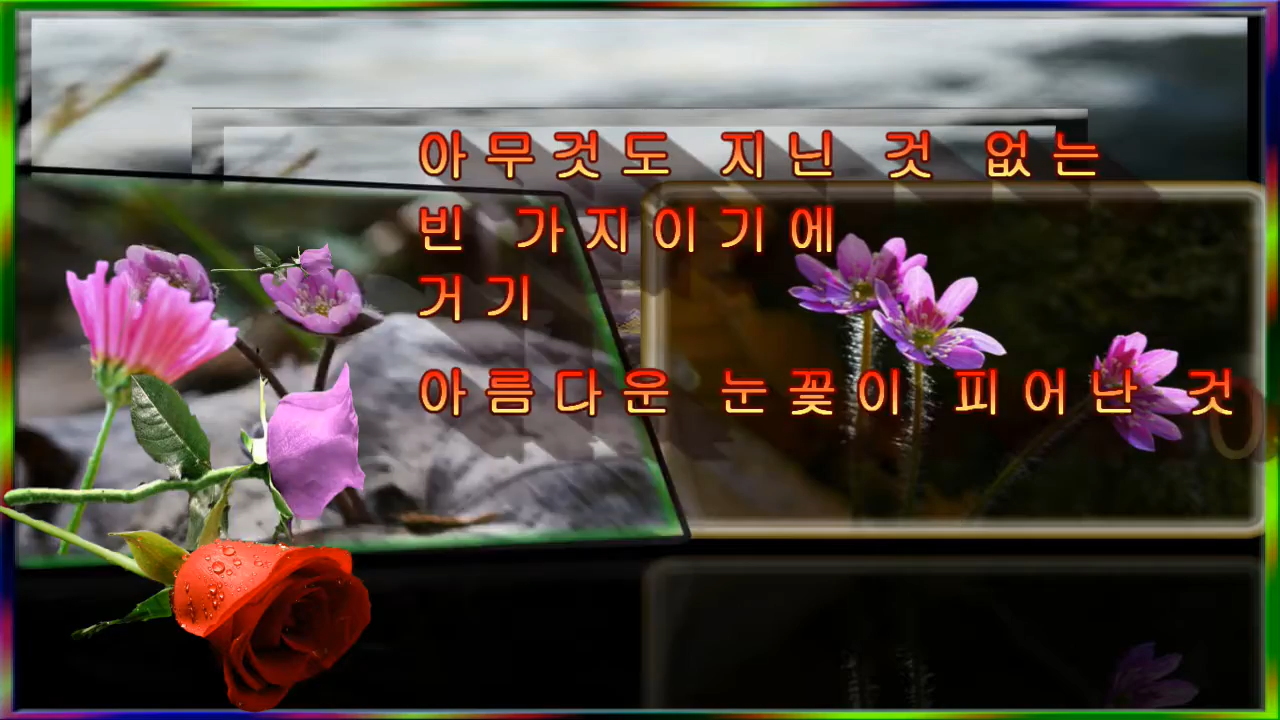 아무것도 지닌 것 없는
빈 가지이기에
거기
아름다운 눈꽃이 피어난 것